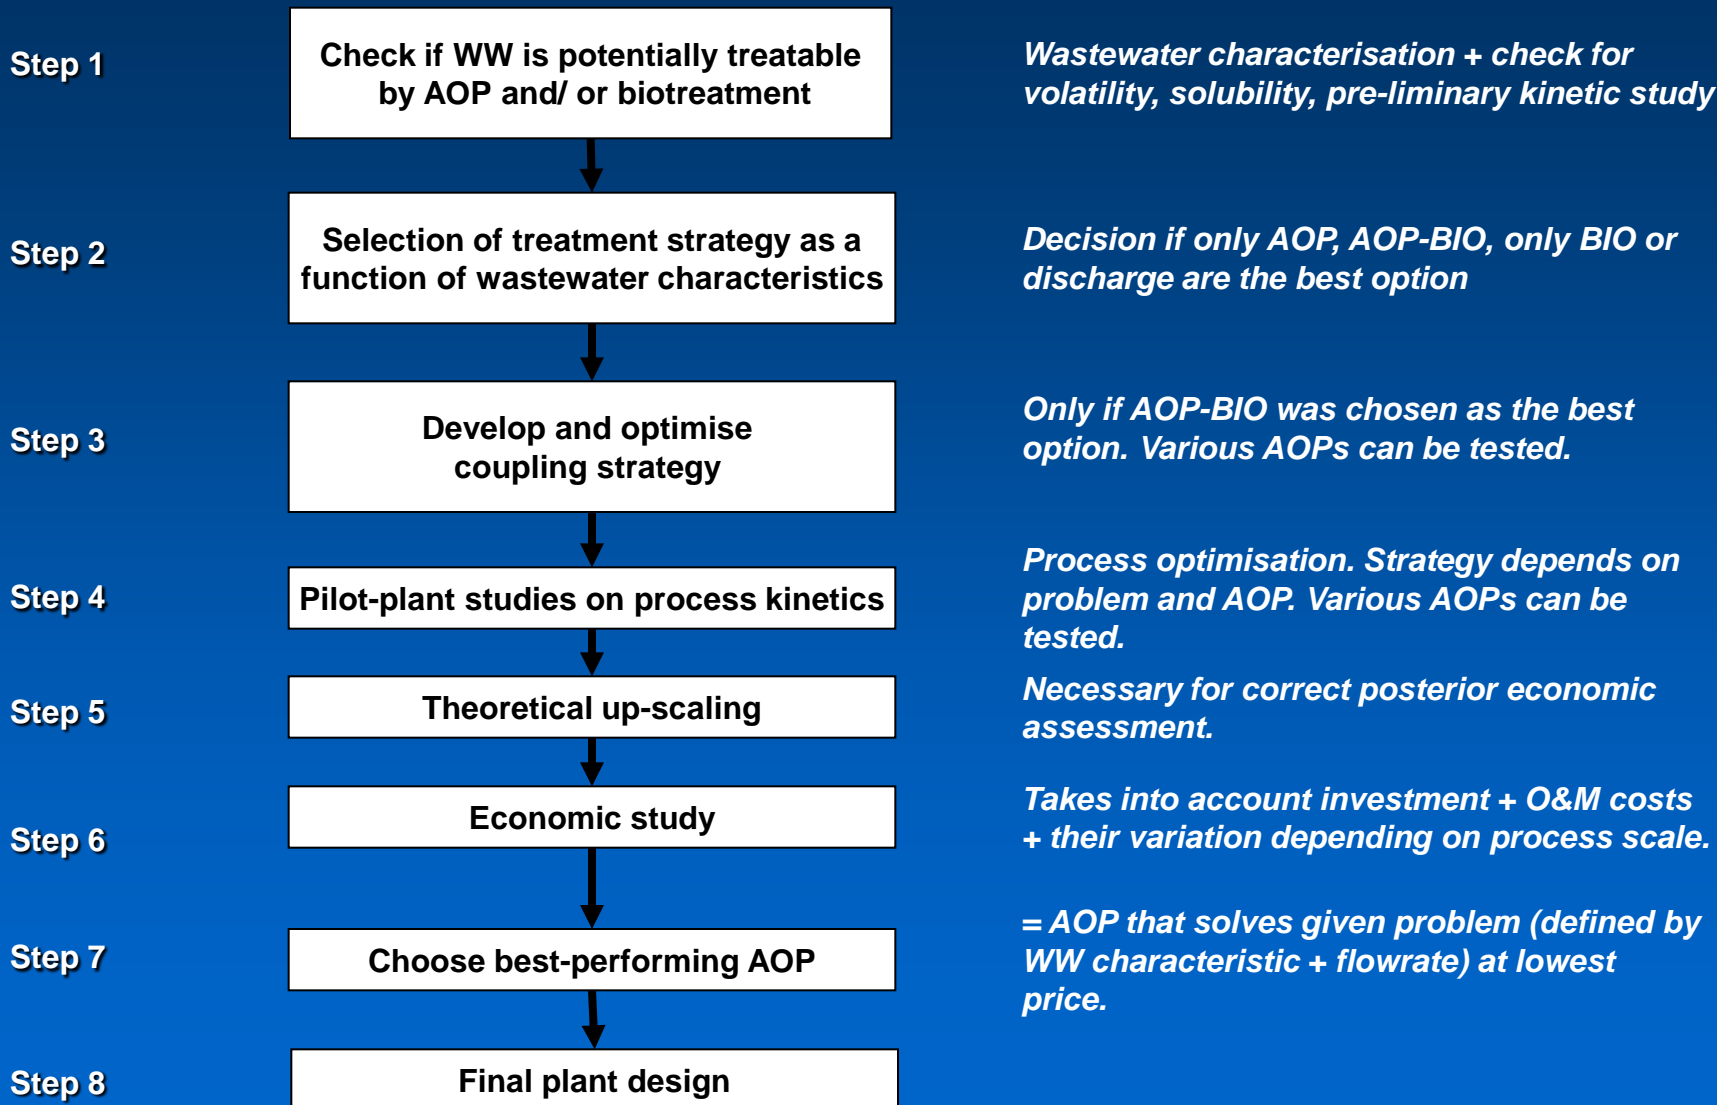 Step 1
Check if WW is potentially treatable
by AOP and/ or biotreatment
Wastewater characterisation + check for
volatility, solubility, pre-liminary kinetic study
Step 2
Selection of treatment strategy as a
function of wastewater characteristics
Decision if only AOP, AOP-BIO, only BIO or
discharge are the best option
Step 3
Develop and optimise
coupling strategy
Only if AOP-BIO was chosen as the best
option. Various AOPs can be tested.
Step 4
Pilot-plant studies on process kinetics
Process optimisation. Strategy depends on
problem and AOP. Various AOPs can be
tested.
Step 5
Theoretical up-scaling
Necessary for correct posterior economic
assessment.
Step 6
Economic study
Takes into account investment + O&M costs
+ their variation depending on process scale.
Step 7
Choose best-performing AOP
= AOP that solves given problem (defined by
WW characteristic + flowrate) at lowest
price.
Step 8
Final plant design